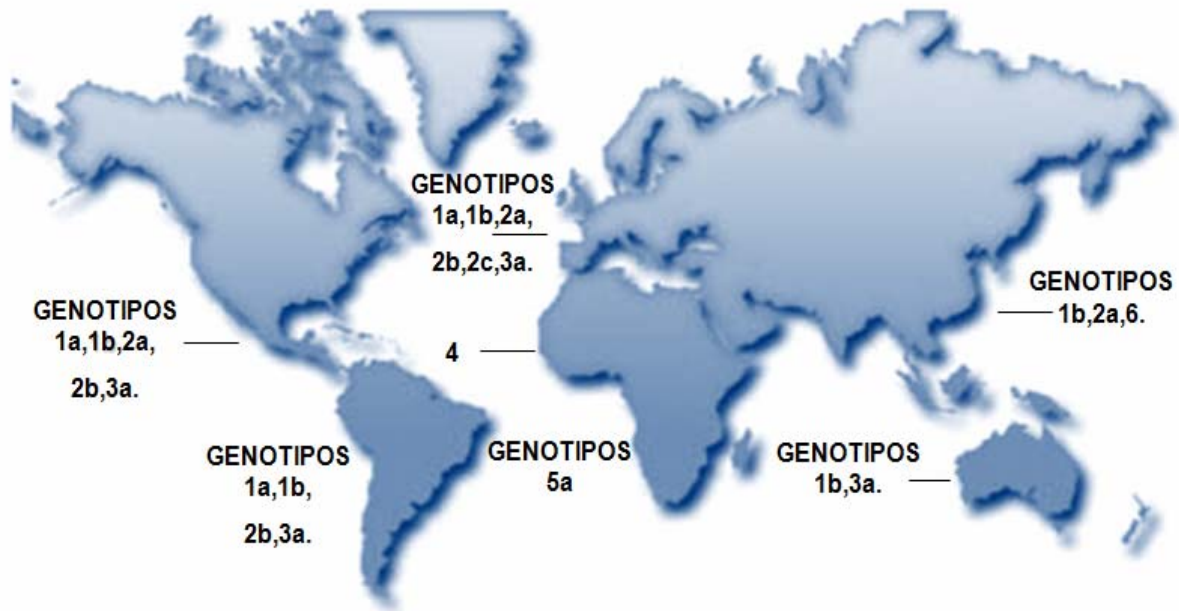 GENOTIPOS
1a,1b,2a,
2b,2c,3a.
GENOTIPOS
1b,2a,6.
GENOTIPOS
1a,1b,2a,
2b,3a.
4
GENOTIPOS
1a,1b,
2b,3a.
GENOTIPOS
5a
GENOTIPOS
1b,3a.